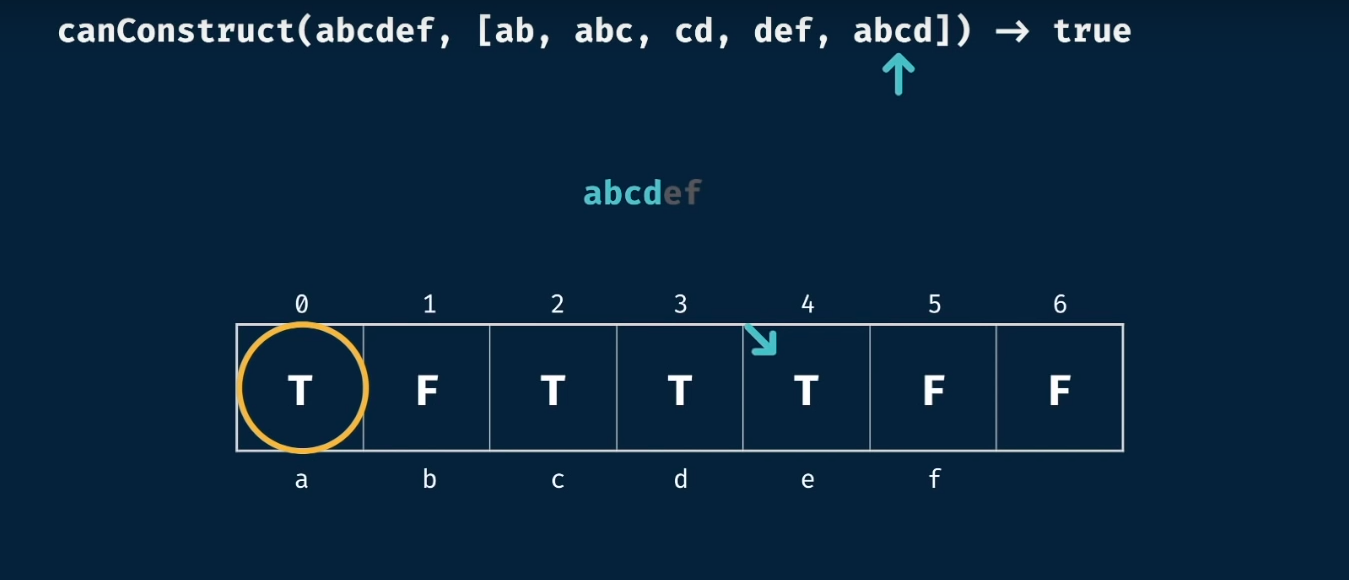 canConstruct(abcdef, [ab, abc, cd, def, abcd]) → true
abcdef
0 1 2 3 4 5 6
T F T T T F F
a b c d e f